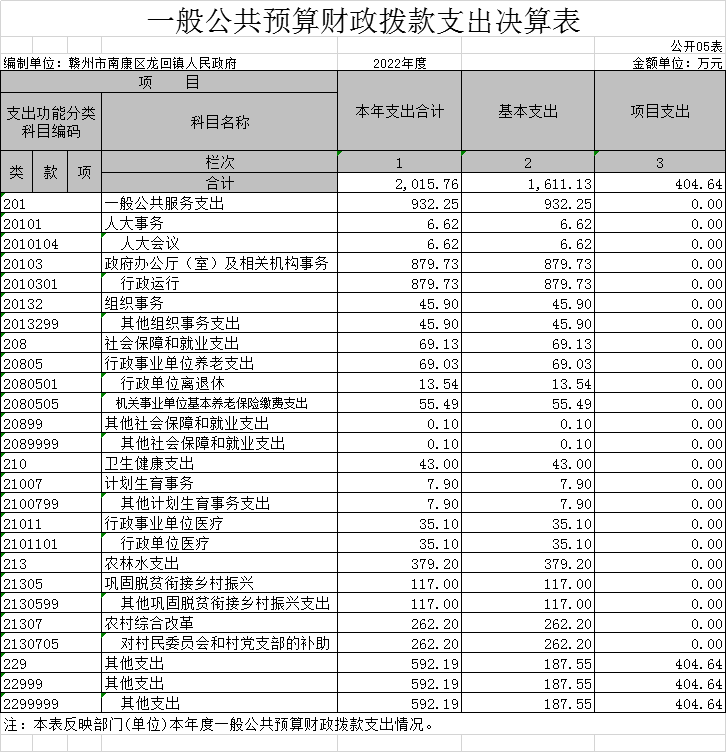 一般公共预算财政拨款支出决算表
公开05表
编制单位：赣州市南康区龙回镇人民政府 2022年度 金额单位：万元
项 目 本年支出合计 基本支出 项目支出
支出功能分类科目编码 科目名称
类 款 项 栏次 1 2 3
合计 2,015.76 1,611.13 404.64
201 一般公共服务支出 932.25 932.25 0.00
20101 人大事务 6.62 6.62 0.00
2010104 人大会议 6.62 6.62 0.00
20103 政府办公厅（室）及相关机构事务 879.73 879.73 0.00
2010301 行政运行 879.73 879.73 0.00
20132 组织事务 45.90 45.90 0.00
2013299 其他组织事务支出 45.90 45.90 0.00
208 社会保障和就业支出 69.13 69.13 0.00
20805 行政事业单位养老支出 69.03 69.03 0.00
2080501 行政单位离退休 13.54 13.54 0.00
2080505 机关事业单位基本养老保险缴费支出 55.49 55.49 0.00
20899 其他社会保障和就业支出 0.10 0.10 0.00
2089999 其他社会保障和就业支出 0.10 0.10 0.00
210 卫生健康支出 43.00 43.00 0.00
21007 计划生育事务 7.90 7.90 0.00
2100799 其他计划生育事务支出 7.90 7.90 0.00
21011 行政事业单位医疗 35.10 35.10 0.00
2101101 行政单位医疗 35.10 35.10 0.00
213 农林水支出 379.20 379.20 0.00
21305 巩固脱贫衔接乡村振兴 117.00 117.00 0.00
2130599 其他巩固脱贫衔接乡村振兴支出 117.00 117.00 0.00
21307 农村综合改革 262.20 262.20 0.00
2130705 对村民委员会和村党支部的补助 262.20 262.20 0.00
229 其他支出 592.19 187.55 404.64
22999 其他支出 592.19 187.55 404.64
2299999 其他支出 592.19 187.55 404.64
注：本表反映部门(单位)本年度一般公共预算财政拨款支出情况。